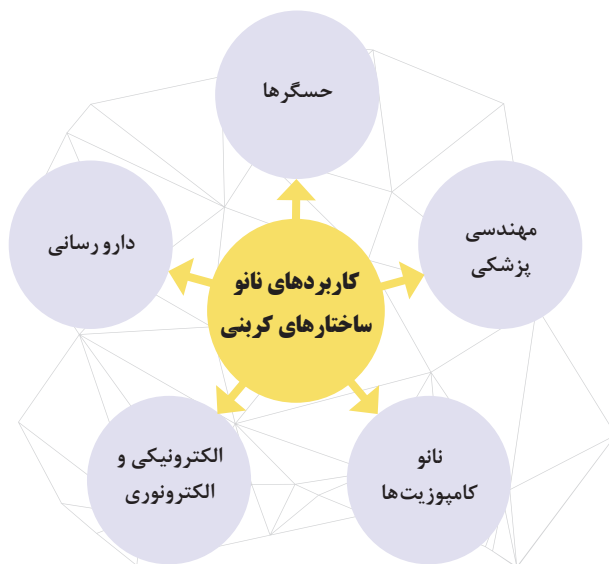 حسگرها
دارورسانی
مهندسی
پزشکی
کاربردهای نانو
ساختارهای کربنی
الکترونیکی و
الکترونوری
نانو
کامپوزیت‌ها